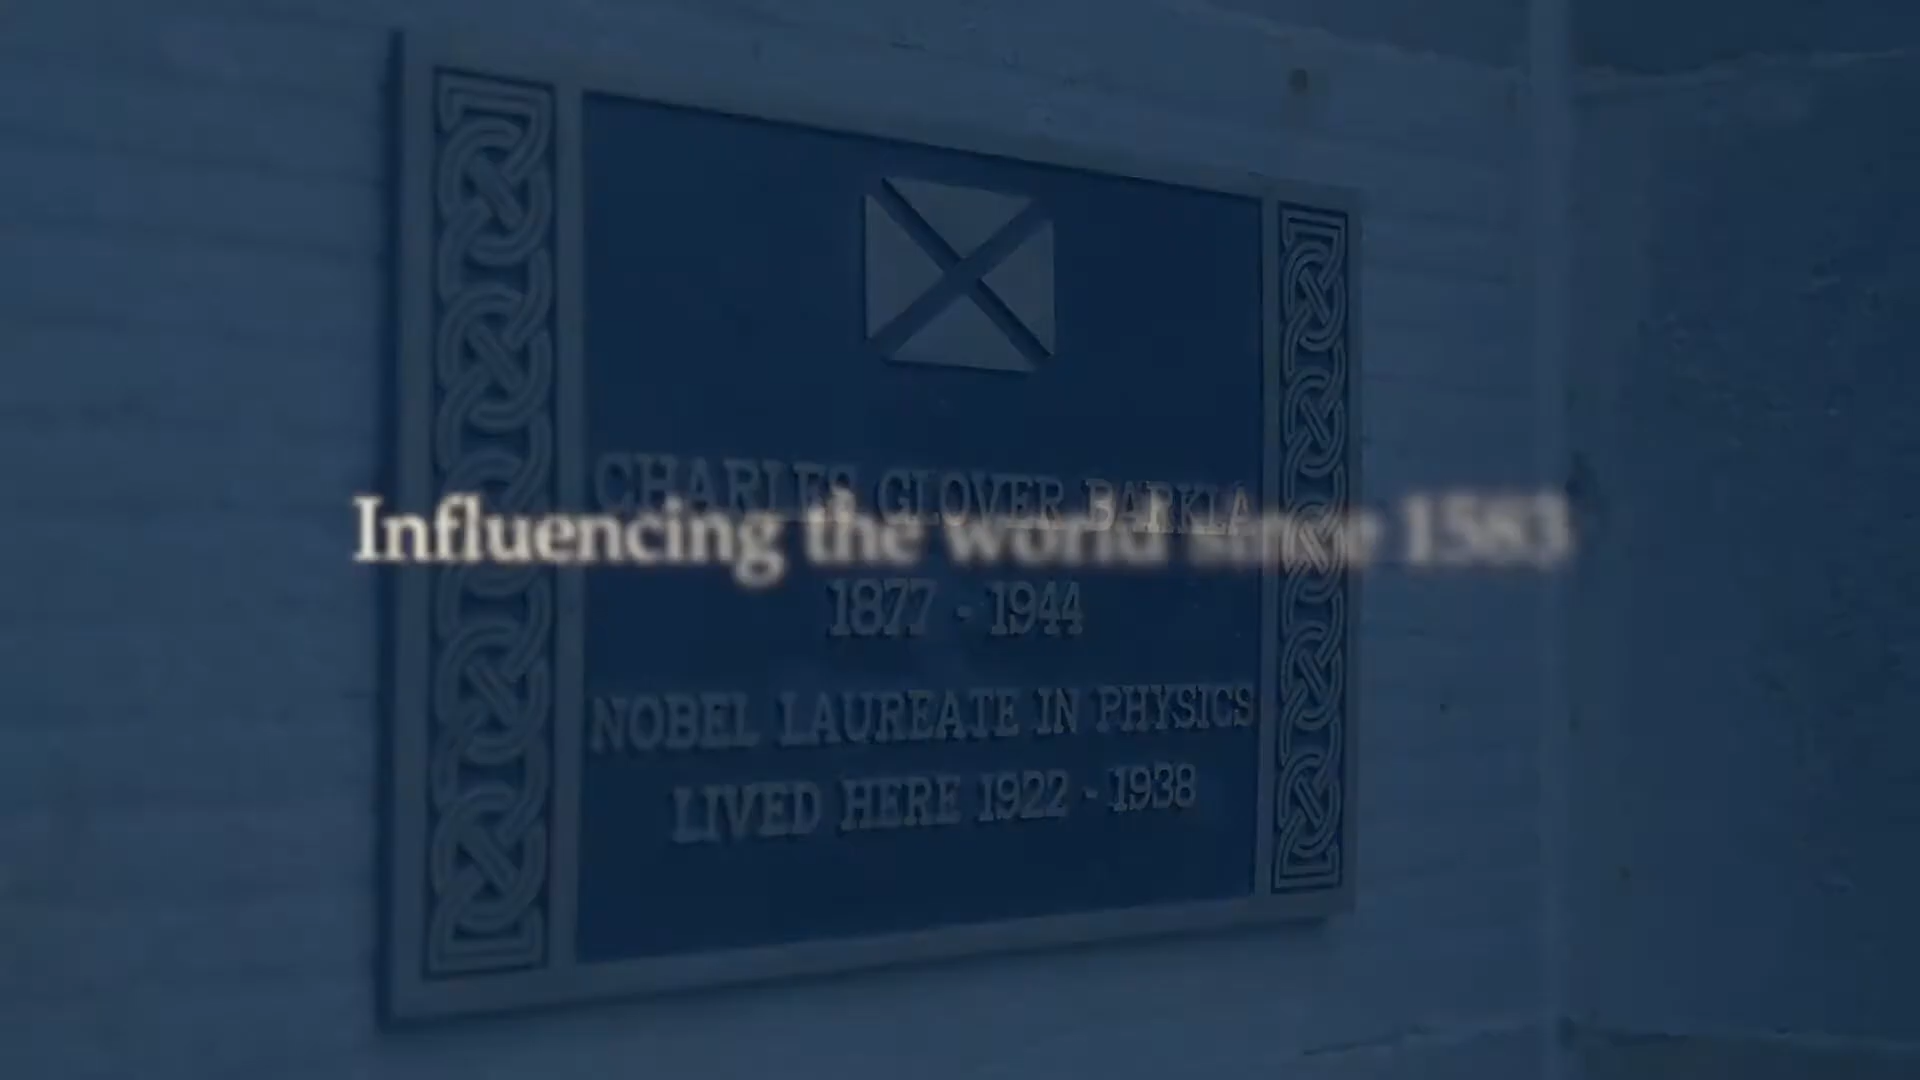 CHARLES GLOVER BARKLA
Influencing the world since 1583
1877 - 1944
NOBEL LAUREATE IN PHYSICS
LIVED HERE 1922 - 1938